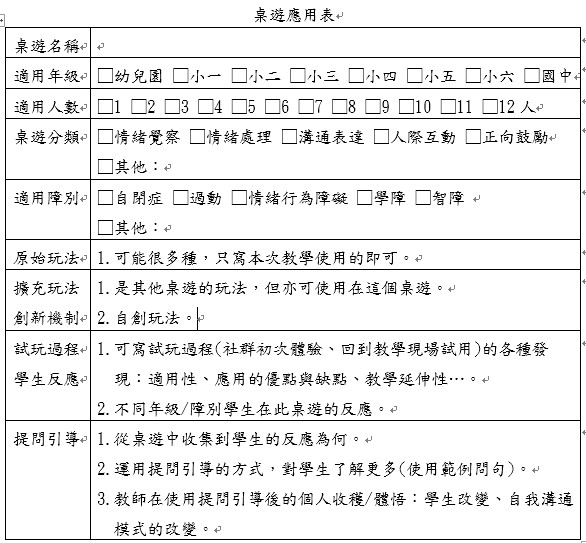 桌遊應用表
桌遊名稱
適用年級 □幼兒園 □小一 □小二 □小三 □小四 □小五 □小六 □國中
適用人數 □1 □2 □3 □4 □5 □6 □7 □8 □9 □10 □11 □12 人
桌遊分類 □情緒覺察 □情緒處理 □溝通表達 □人際互動 □正向鼓勵
□其他：
適用障別 □自閉症 □過動 □情緒行為障礙 □學障 □智障
□其他：
原始玩法 1.可能很多種，只寫本次教學使用的即可。
擴充玩法 1.是其他桌遊的玩法，但亦可使用在這個桌遊。
創新機制 2.自創玩法。
試玩過程 1.可寫試玩過程(社群初次體驗、回到教學現場試用)的各種發
學生反應 現：適用性、應用的優點與缺點、教學延伸性…。
2.不同年級/障別學生在此桌遊的反應。
提問引導 1.從桌遊中收集到學生的反應為何。
2.運用提問引導的方式，對學生了解更多(使用範例問句)。
3.教師在使用提問引導後的個人收穫/體悟：學生改變、自我溝通
模式的改變。